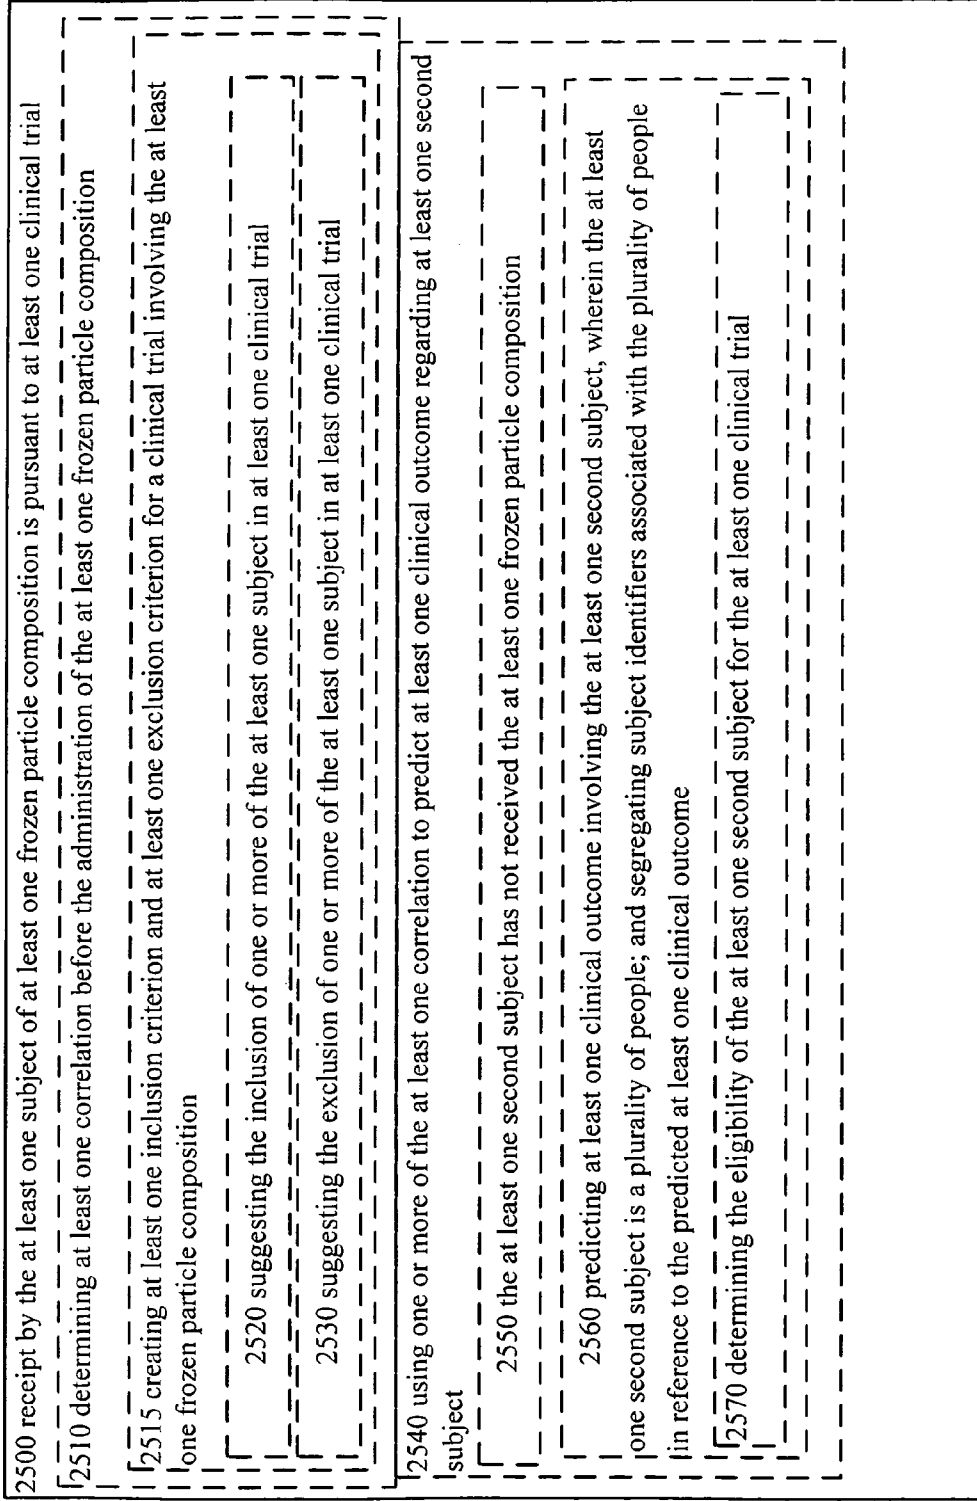 2500 receipt by the at least one subject of at least one frozen particle composition is pursuant to at least one clinical trial
2510 determining at least one correlation before the administration of the at least one frozen particle composition
2515 creating at least one inclusion criterion and at least one exclusion criterion for a clinical trial involving the at least
one frozen particle composition
2520 suggesting the inclusion of one or more of the at least one subject in at least one clinical trial
2530 suggesting the exclusion of one or more of the at least one subject in at least one clinical trial
2540 using one or more of the at least one correlation to predict at least one clinical outcome regarding at least one second
subject
2550 the at least one second subject has not received the at least one frozen particle composition
2560 predicting at least one clinical outcome involving the at least one second subject, wherein the at least
one second subject is a plurality of people; and segregating subject identifiers associated with the plurality of people
in reference to the predicted at least one clinical outcome
2570 determining the eligibility of the at least one second subject for the at least one clinical trial